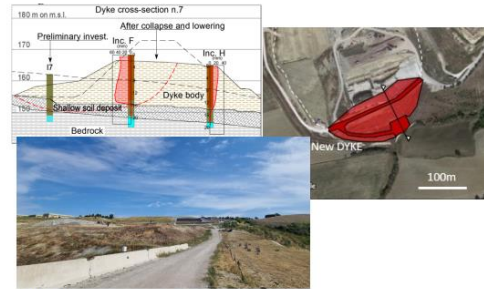 Dyke cross-section n.7
180 m on m.s.l.
After collapse and lowering
Preliminary invest.
Inc. F
Inc. H
170
I7
160
Dyke body
Shallow soil deposit
150
Bedrock
New DYKE
100m